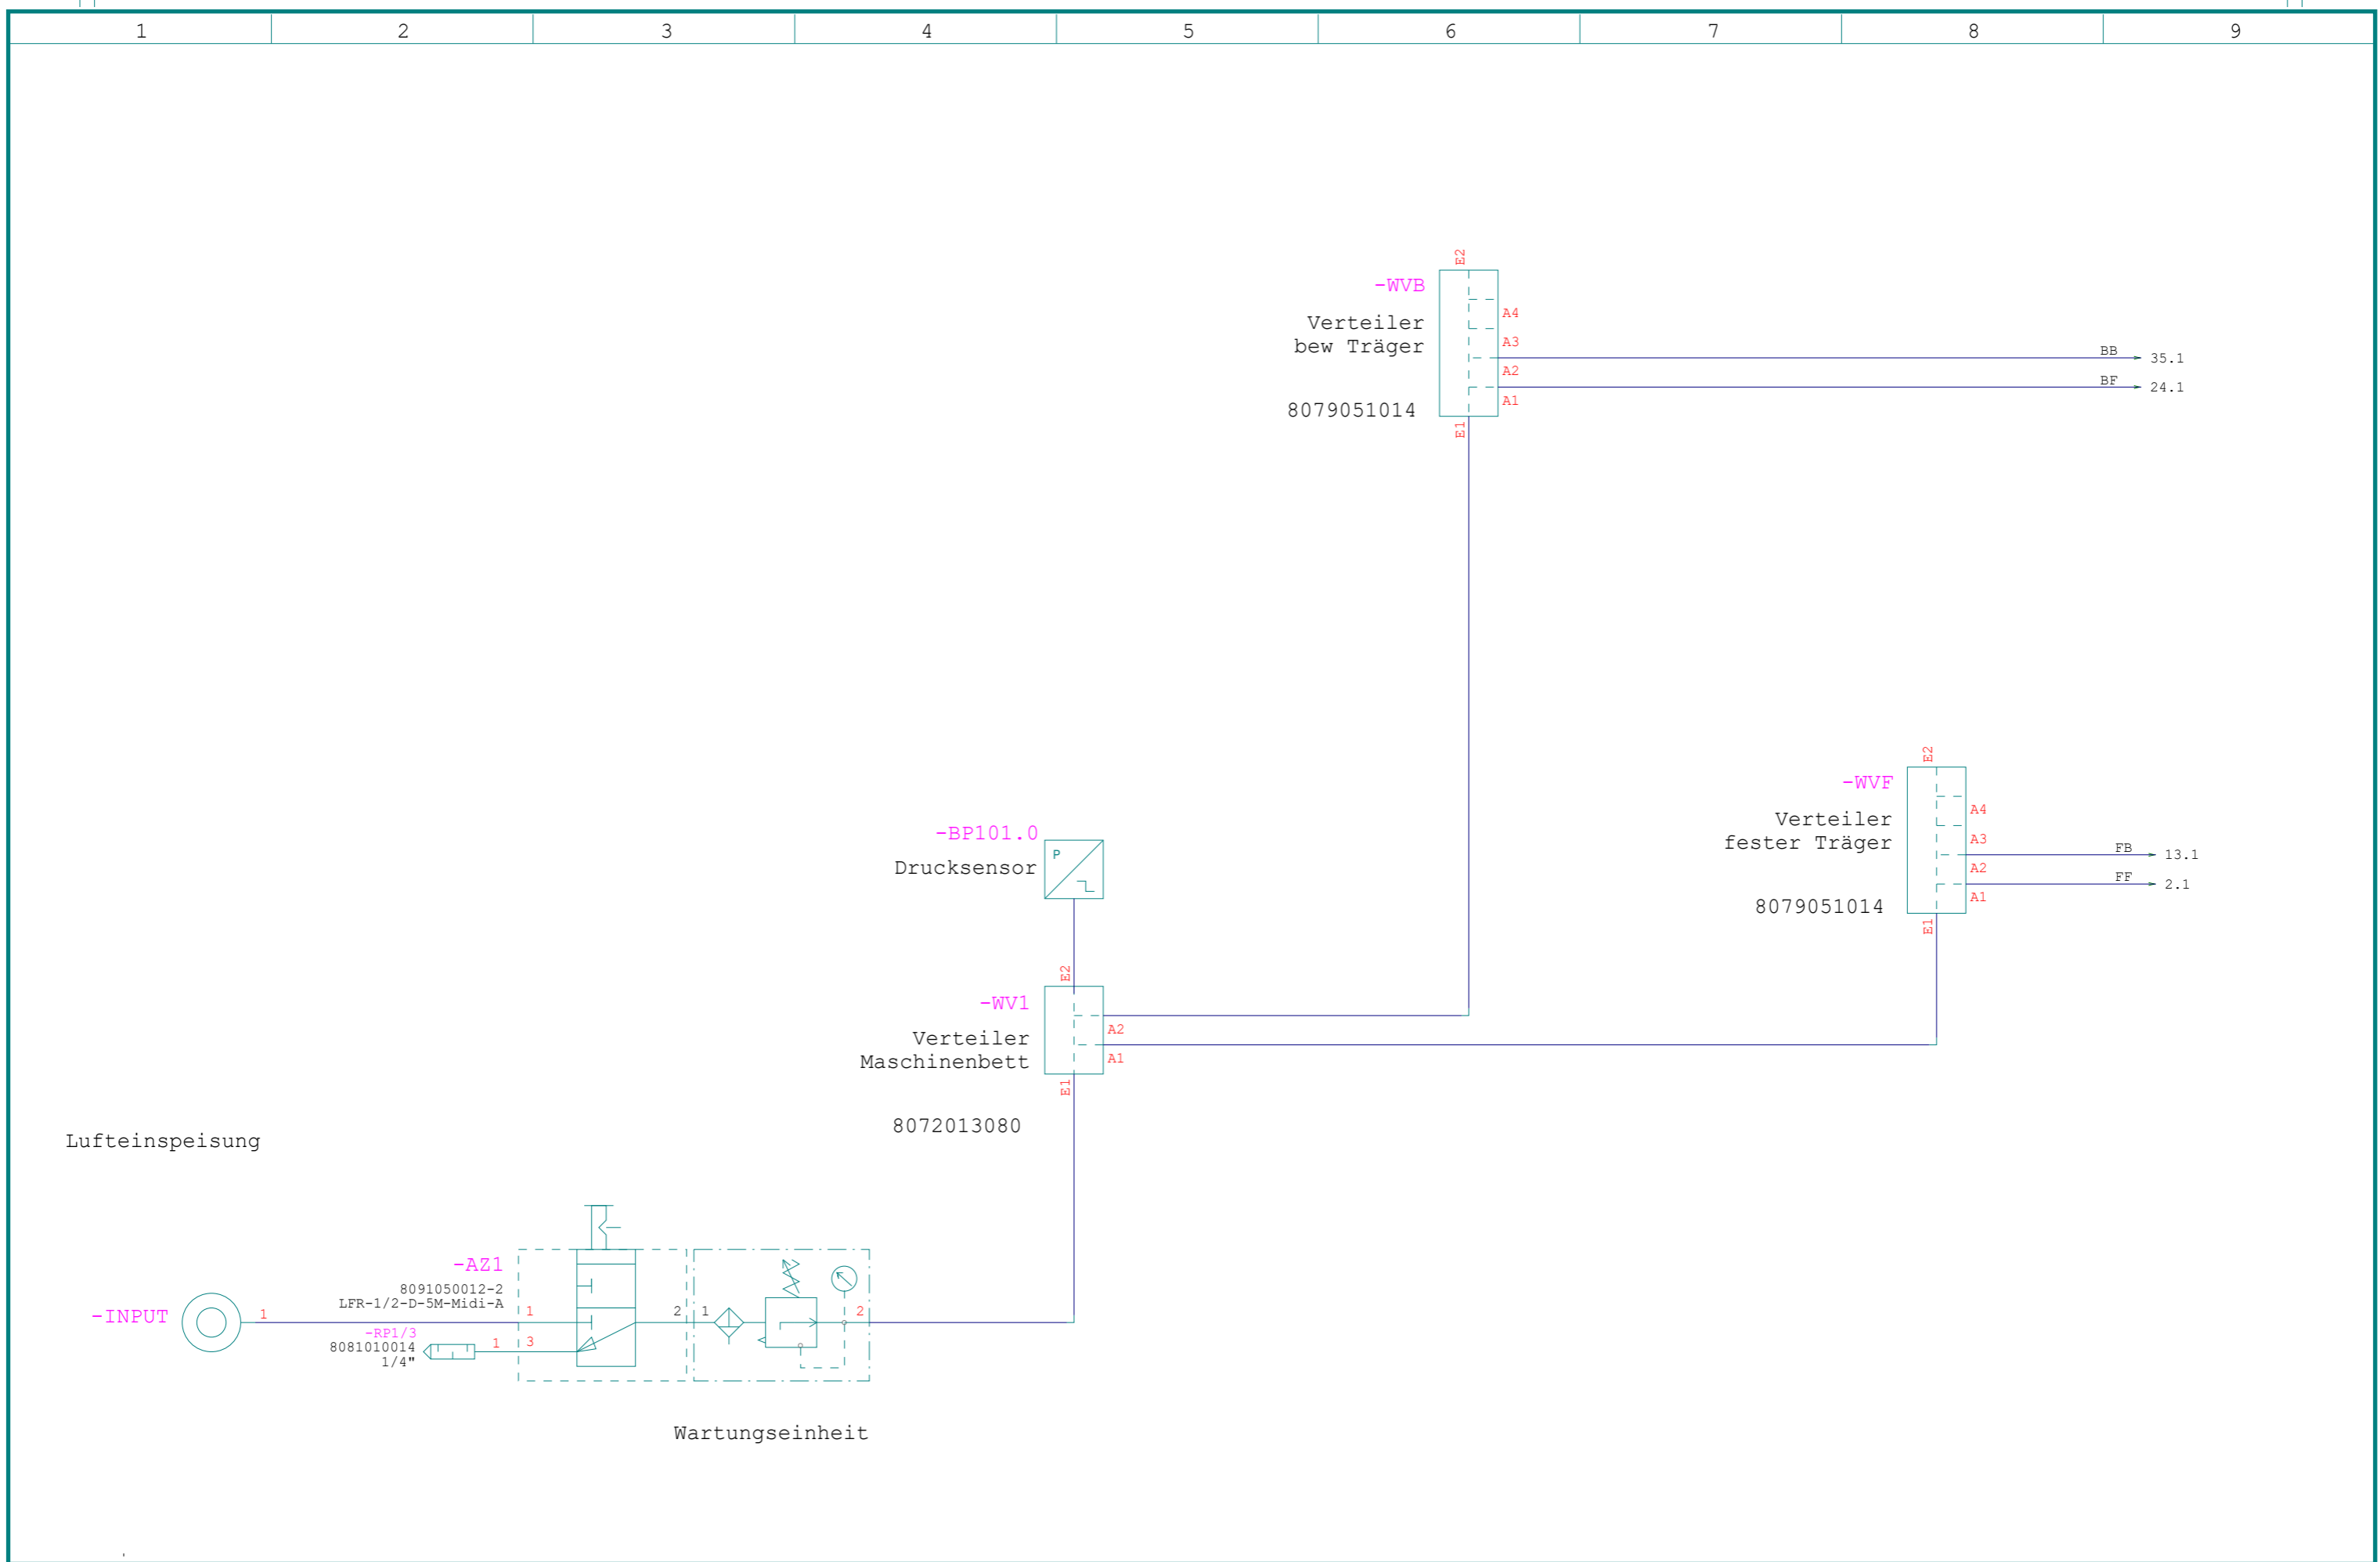 1 2 3 4 5 6 7 8 9
E2
-WVB
Verteiler
bew Träger
8079051014
A4
A3
A2
A1
E1
BB 35.1
BF 24.1
E2
-WVF
Verteiler
fester Träger
8079051014
A4
A3
A2
A1
E1
FB 13.1
FF 2.1
-BP101.0
Drucksensor
P
E2
-WV1
Verteiler
Maschinenbett
8072013080
A2
A1
E1
Lufteinspeisung
-AZ1
8091050012-2
LFR-1/2-D-5M-Midi-A
-INPUT 1
1
2 1
2
-RP1/3
8081010014
1/4"
1 3
Wartungseinheit